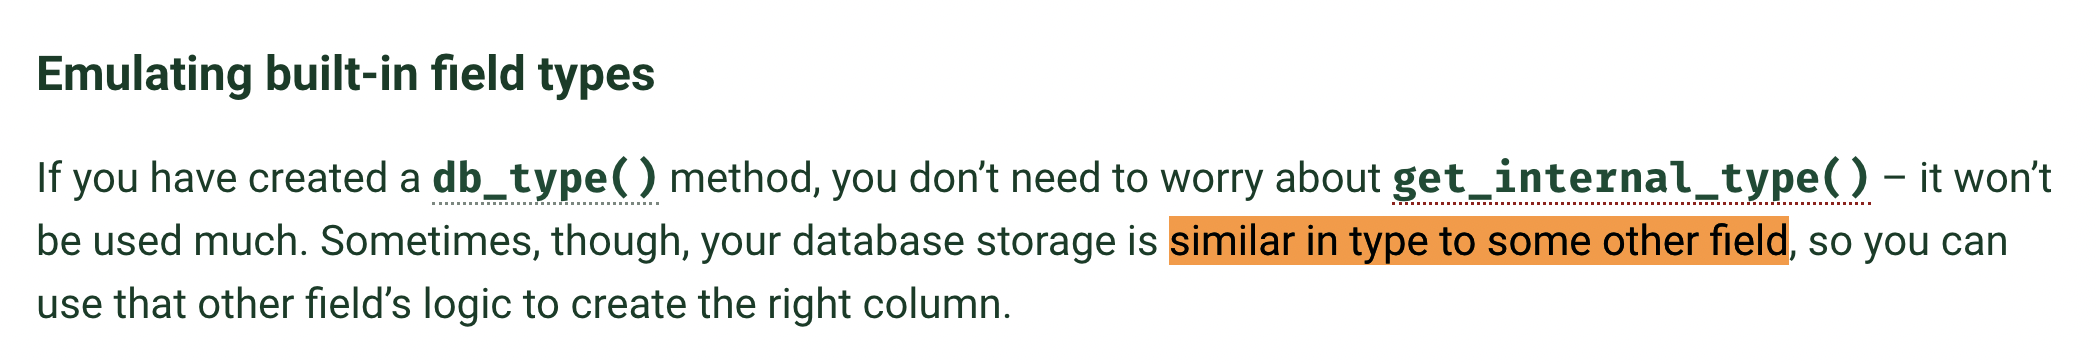 Emulating built-in field types
If you have created a db_type() method, you don’t need to worry about get_internal_type() – it won’t
be used much. Sometimes, though, your database storage is similar in type to some other field, so you can
use that other field’s logic to create the right column.